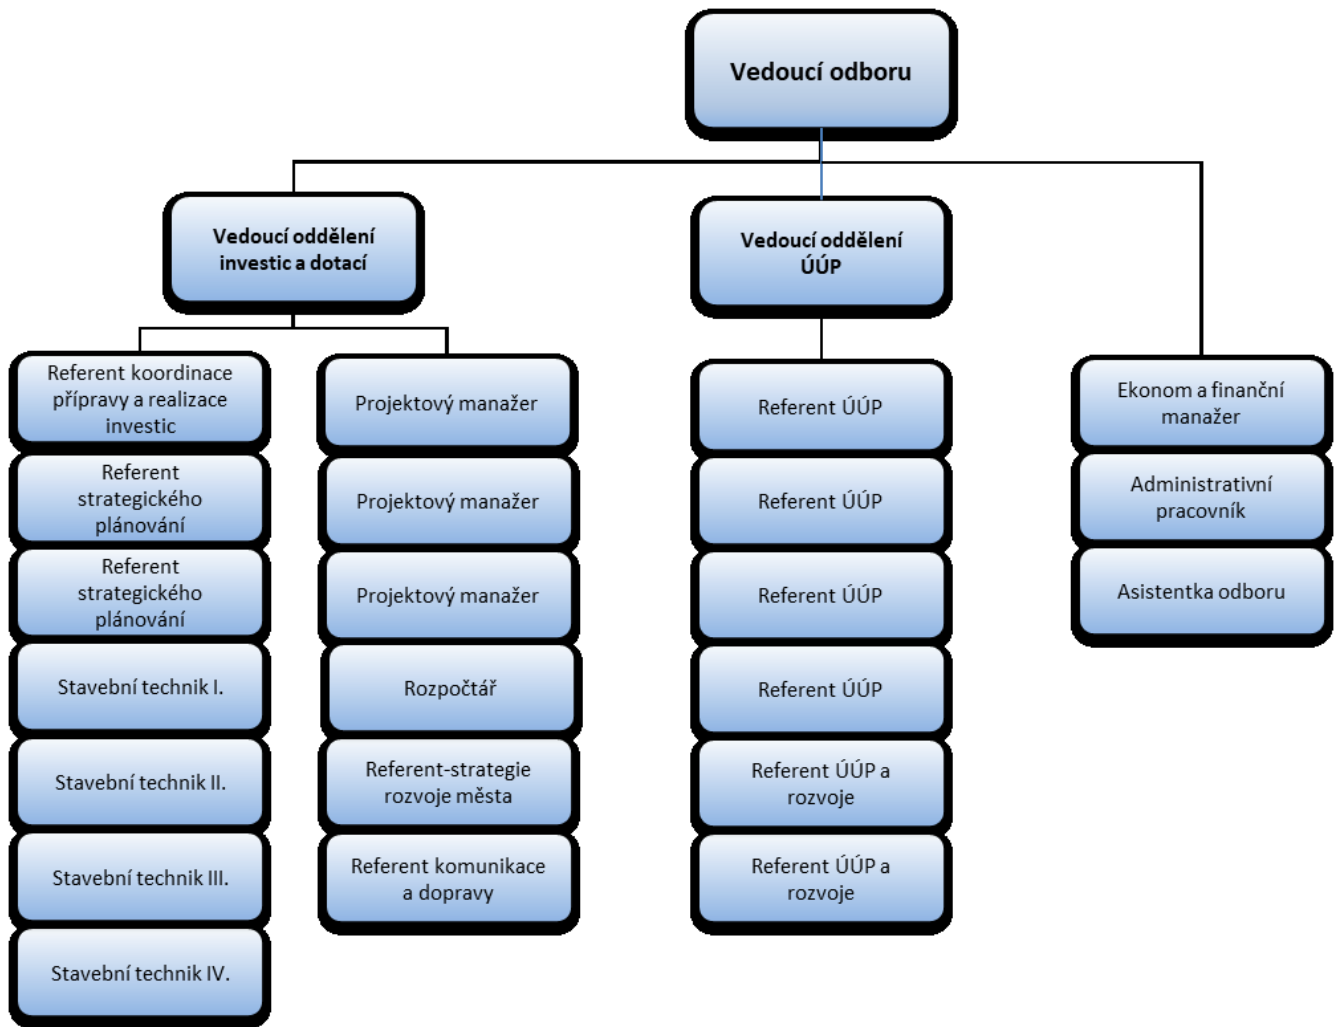 Vedoucí odboru
Vedoucí oddělení
investic a dotací
Vedoucí oddělení
ÚÚP
Referent koordinace
přípravy a realizace
investic
Referent
strategického
plánování
Referent
strategického
plánování
Stavební technik I.
Stavební technik II.
Stavební technik III.
Stavební technik IV.
Projektový manažer
Projektový manažer
Projektový manažer
Rozpočtář
Referent-strategie
rozvoje města
Referent komunikace
a dopravy
Referent ÚÚP
Referent ÚÚP
Referent ÚÚP
Referent ÚÚP
Referent ÚÚP a
rozvoje
Referent ÚÚP a
rozvoje
Ekonom a finanční
manažer
Administrativní
pracovník
Asistentka odboru